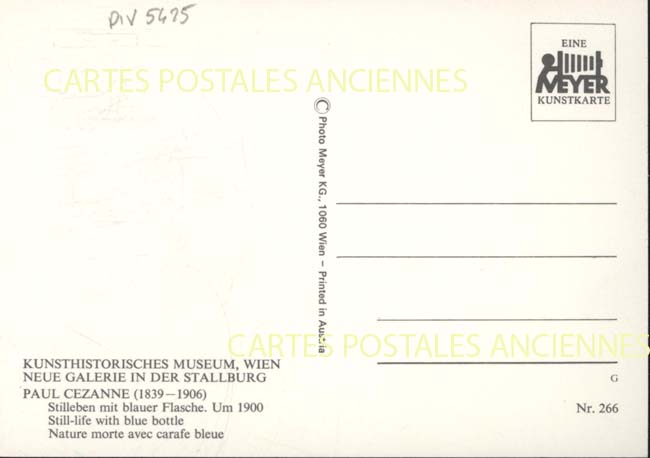 DIV 5425
EINE
MEYER
KUNSTKARTE
CARTES POSTALES ANCIENNES
© Photo Meyer KG., 1060 Wien – Printed in Austria
CARTES POSTALES ANCIENNES
KUNSTHISTORISCHES MUSEUM, WIEN
NEUE GALERIE IN DER STALLBURG
PAUL CEZANNE (1839–1906)
Stilleben mit blauer Flasche. Um 1900
Still-life with blue bottle
Nature morte avec carafe bleue
G
Nr. 266